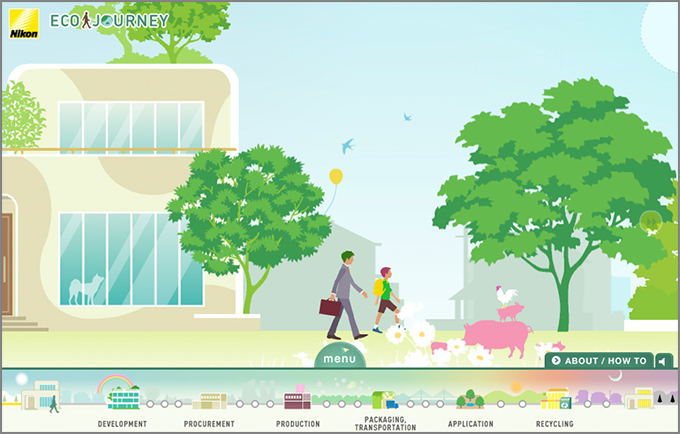 Nikon
ECO JOURNEY
menu
ABOUT / HOW TO
DEVELOPMENT
PROCUREMENT
PRODUCTION
PACKAGING,
TRANSPORTATION
APPLICATION
RECYCLING